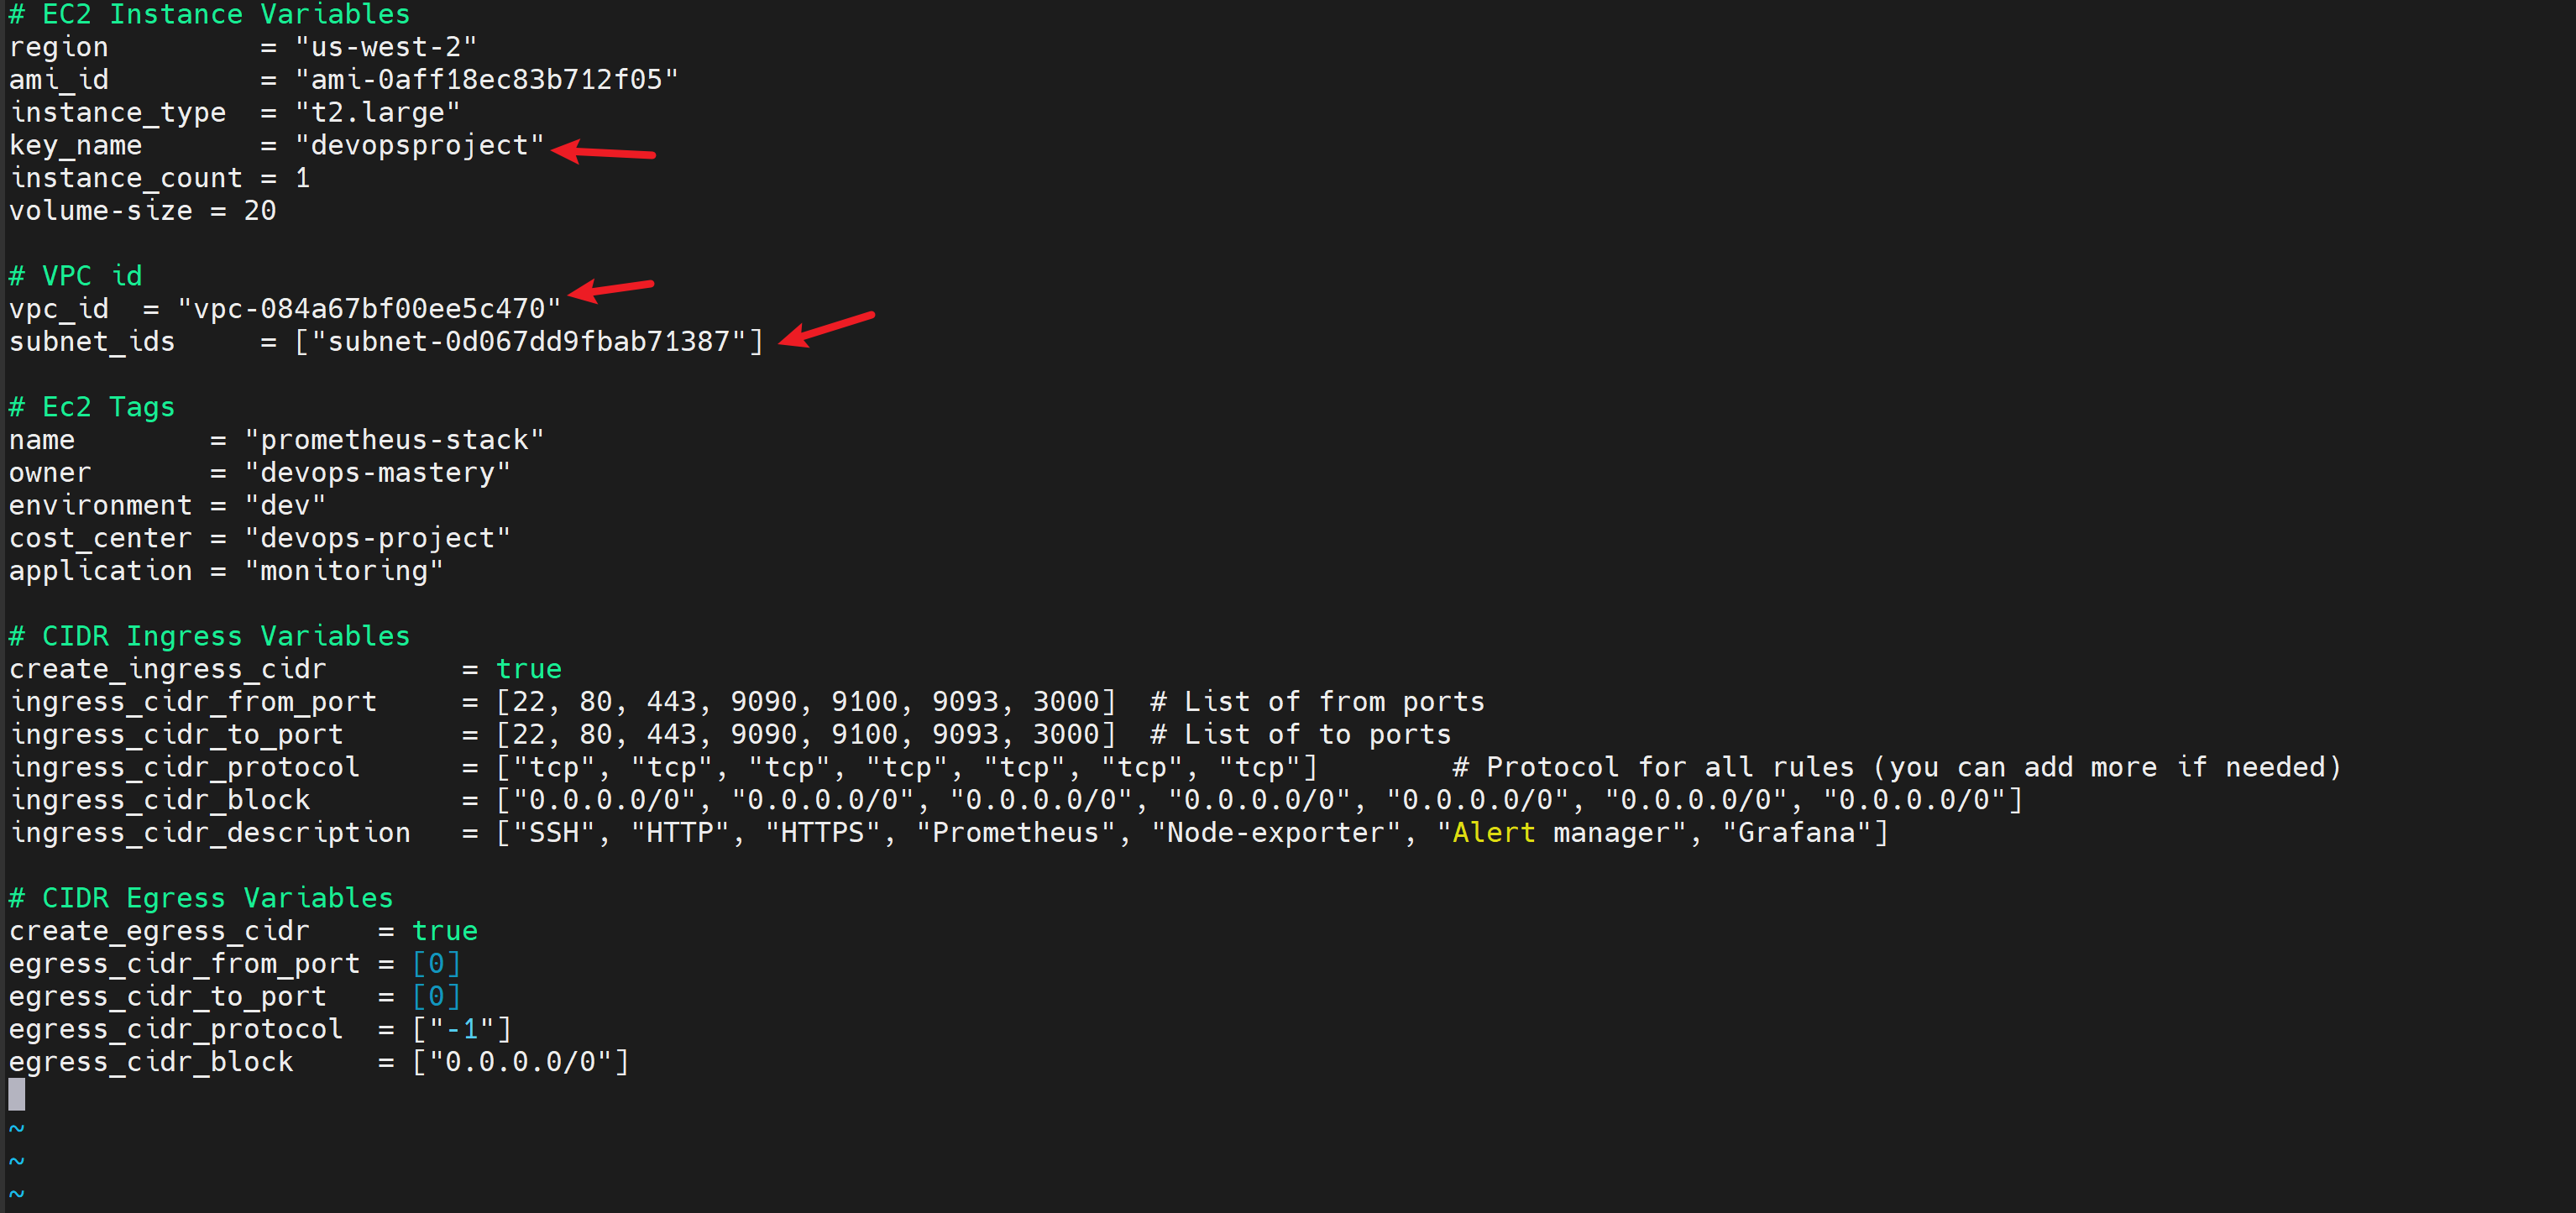 # EC2 Instance Variables
region         = "us-west-2"
ami_id         = "ami-0aff18ec83b712f05"
instance_type  = "t2.large"
key_name       = "devopsproject"
instance_count = 1
volume-size = 20
# VPC id
vpc_id  = "vpc-084a67bf00ee5c470"
subnet_ids     = ["subnet-0d067dd9fbab71387"]
# Ec2 Tags
name        = "prometheus-stack"
owner       = "devops-mastery"
environment = "dev"
cost_center = "devops-project"
application = "monitoring"
# CIDR Ingress Variables
create_ingress_cidr        = true
ingress_cidr_from_port     = [22, 80, 443, 9090, 9100, 9093, 3000]  # List of from ports
ingress_cidr_to_port       = [22, 80, 443, 9090, 9100, 9093, 3000]  # List of to ports
ingress_cidr_protocol      = ["tcp", "tcp", "tcp", "tcp", "tcp", "tcp", "tcp"]        # Protocol for all rules (you can add more if needed)
ingress_cidr_block         = ["0.0.0.0/0", "0.0.0.0/0", "0.0.0.0/0", "0.0.0.0/0", "0.0.0.0/0", "0.0.0.0/0", "0.0.0.0/0"]
ingress_cidr_description   = ["SSH", "HTTP", "HTTPS", "Prometheus", "Node-exporter", "Alert manager", "Grafana"]
# CIDR Egress Variables
create_egress_cidr    = true
egress_cidr_from_port = [0]
egress_cidr_to_port   = [0]
egress_cidr_protocol  = ["-1"]
egress_cidr_block     = ["0.0.0.0/0"]
~
~
~